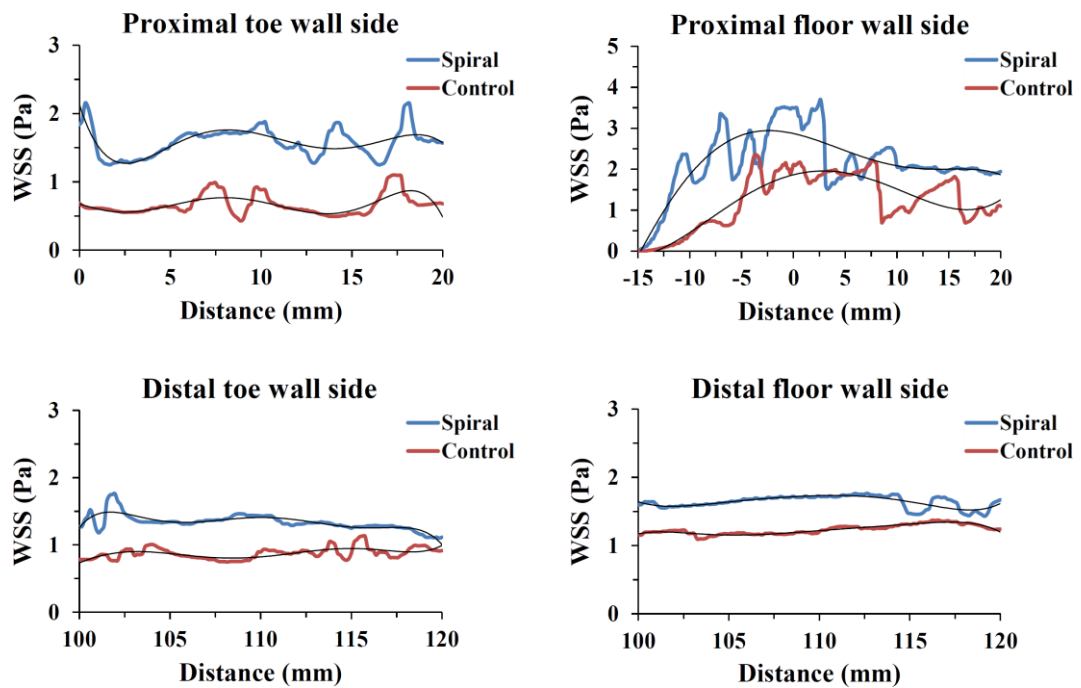 Proximal toe wall side
3
2
1
0
WSS (Pa)
Spiral
Control
0 5 10 15 20
Distance (mm)
Proximal floor wall side
5
4
3
2
1
0
WSS (Pa)
Spiral
Control
-15 -10 -5 0 5 10 15 20
Distance (mm)
Distal toe wall side
3
2
1
0
WSS (Pa)
Spiral
Control
100 105 110 115 120
Distance (mm)
Distal floor wall side
3
2
1
0
WSS (Pa)
Spiral
Control
100 105 110 115 120
Distance (mm)